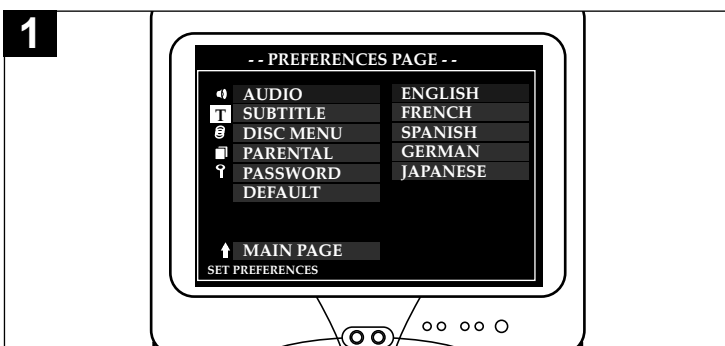 1
- - PREFERENCES PAGE - -
AUDIO ENGLISH
T SUBTITLE FRENCH
DISC MENU SPANISH
PARENTAL GERMAN
PASSWORD JAPANESE
DEFAULT
MAIN PAGE
SET PREFERENCES